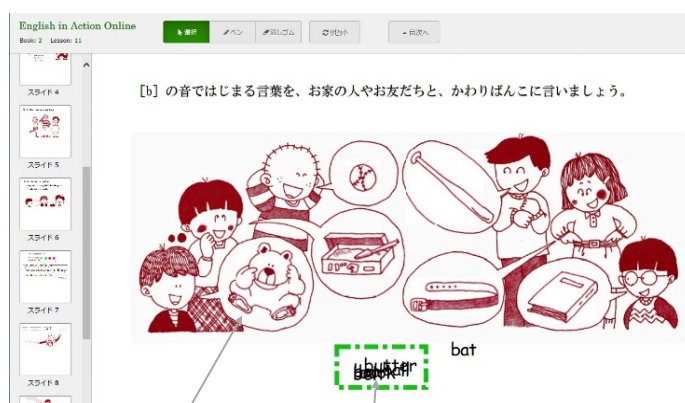 English in Action Online
Book: 2 Lesson: 11
選択
ペン
消しゴム
リセット
目次へ
スライド 4
スライド 5
スライド 6
スライド 7
スライド 8
[b] の音ではじまる言葉を、お家の人やお友だちと、かわりばんこに言いましょう。
bat
butter